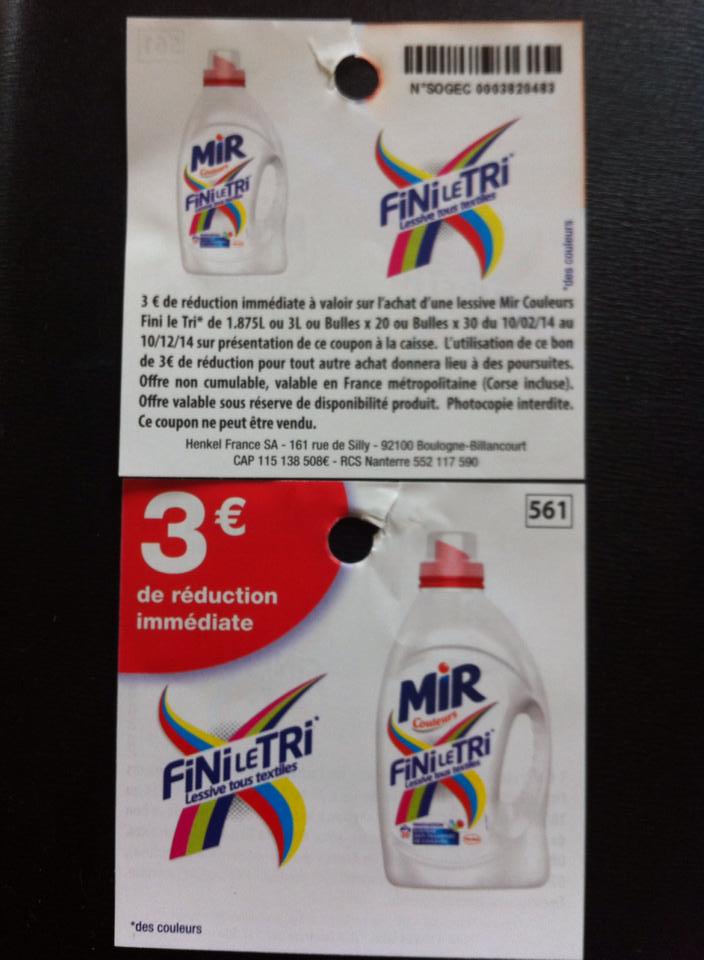 561
N°SOGEC 0003820483
MiR
Couleurs
FiNi LE TRi
FiNi LE TRi*
Lessive tous textiles
*des couleurs
3 € de réduction immédiate à valoir sur l'achat d'une lessive Mir Couleurs
Fini le Tri* de 1.875L ou 3L ou Bulles x 20 ou Bulles x 30 du 10/02/14 au
10/12/14 sur présentation de ce coupon à la caisse. L'utilisation de ce bon
de 3€ de réduction pour tout autre achat donnera lieu à des poursuites.
Offre non cumulable, valable en France métropolitaine (Corse incluse).
Offre valable sous réserve de disponibilité produit. Photocopie interdite.
Ce coupon ne peut être vendu.
Henkel France SA - 161 rue de Silly - 92100 Boulogne-Billancourt
CAP 115 138 508€ - RCS Nanterre 552 117 590
3€
561
de réduction
immédiate
MiR
Couleurs
FiNi LE TRi*
Lessive tous textiles
FiNi LE TRi*
Lessive tous textiles
*des couleurs